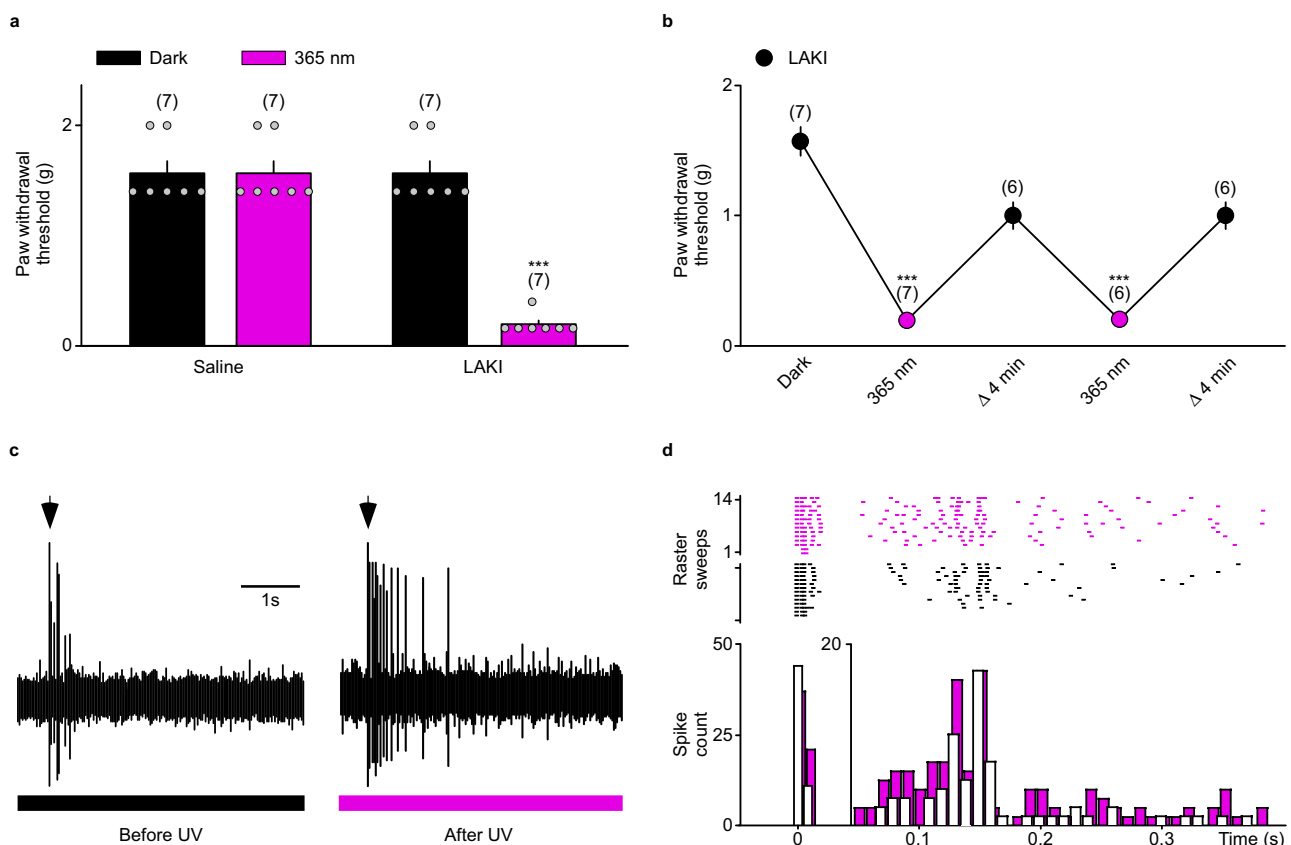 a
Dark
365 nm
Paw withdrawal
threshold (g)
2
0
(7)
(7)
(7)
***
(7)
Saline
LAKI
b
LAKI
Paw withdrawal
threshold (g)
2
1
0
(7)
***
(7)
(6)
***
(6)
(6)
Dark
365 nm
Δ 4 min
365 nm
Δ 4 min
c
1s
Before UV
After UV
d
Raster
sweeps
14
1
Spike
count
50
25
0
20
0
0.1
0.2
0.3
Time (s)